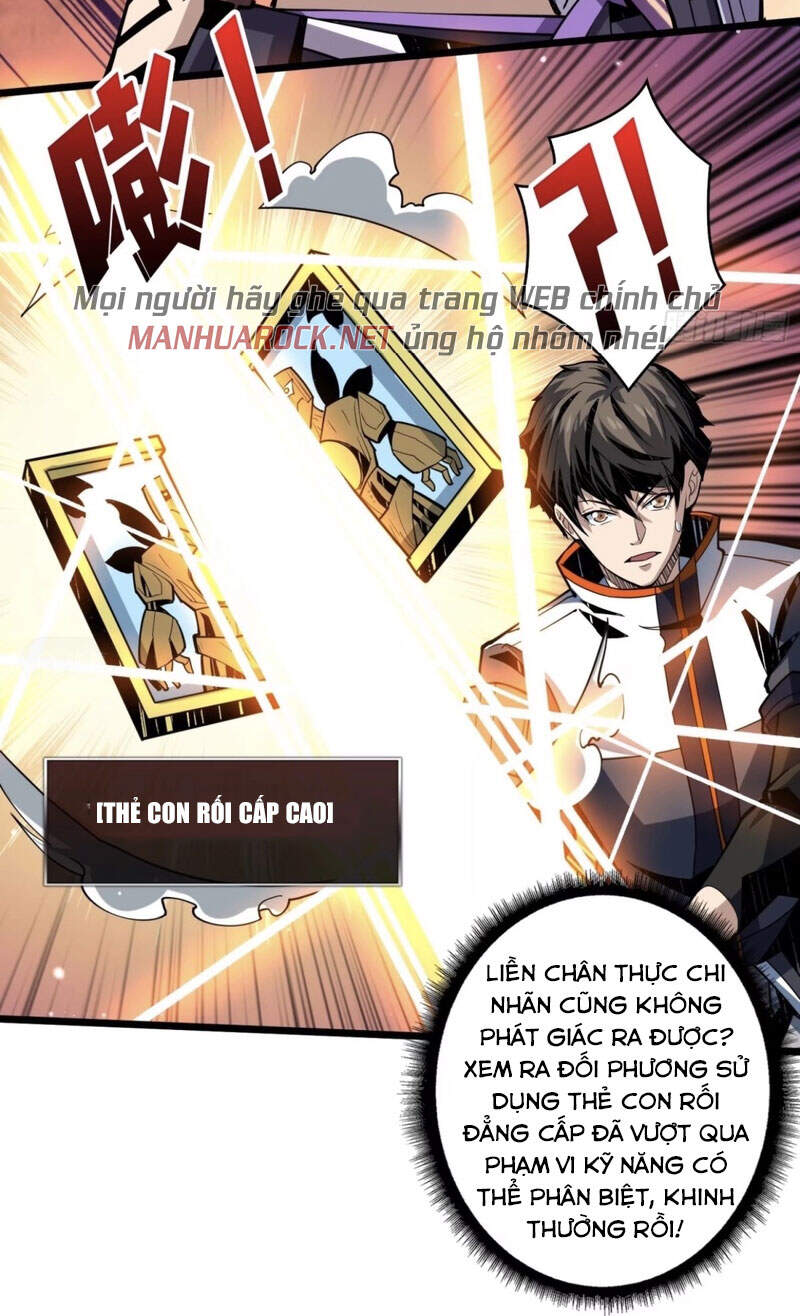 嘭!
?!
Mọi người hãy ghé qua trang WEB chính chủ
MANHUAROCK.NET ủng hộ nhóm nhé!
[THẺ CON RỐI CẤP CAO]
LIỀN CHÂN THỰC CHI
NHÃN CŨNG KHÔNG
PHÁT GIÁC RA ĐƯỢC?
XEM RA ĐỐI PHƯƠNG SỬ
DỤNG THẺ CON RỐI
ĐẲNG CẤP ĐÃ VƯỢT QUA
PHẠM VI KỸ NĂNG CÓ
THỂ PHÂN BIỆT, KHINH
THƯỜNG RỒI!